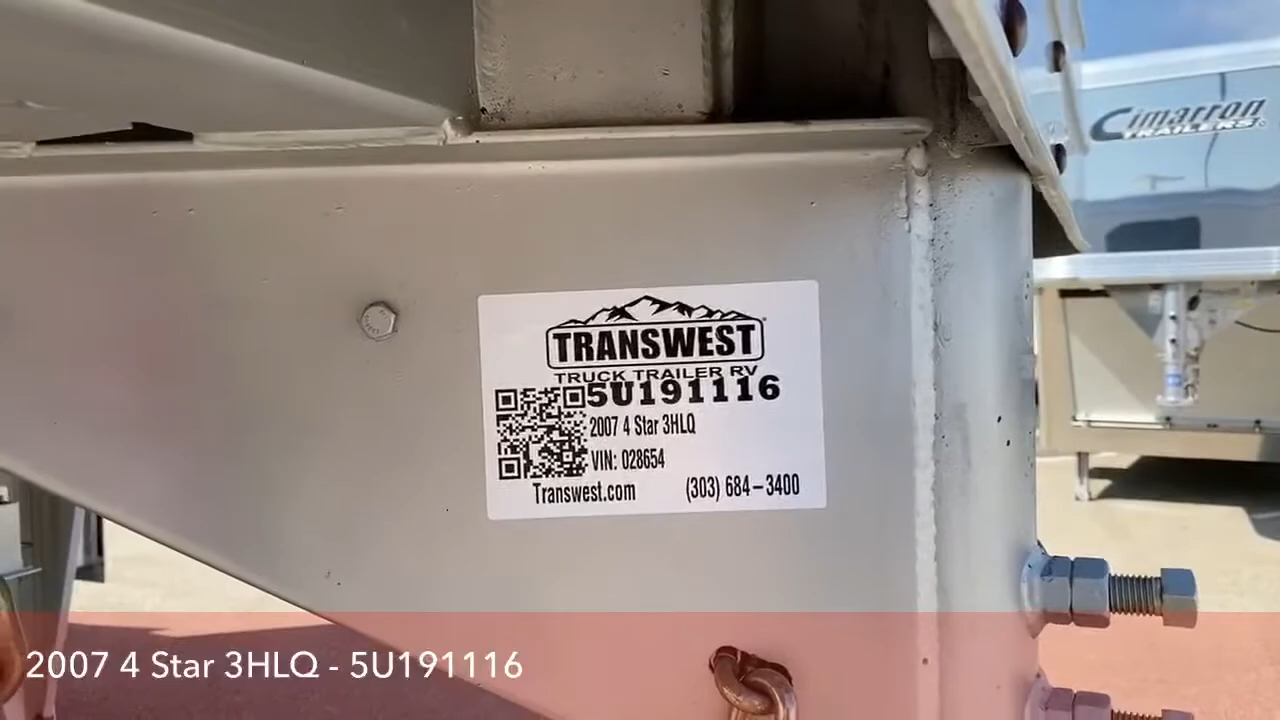 Cimarron
TRAILERS
TRANSWEST
TRUCK TRAILER RV
5U191116
2007 4 Star 3HLQ
VIN: 028654
Transwest.com (303) 684-3400
2007 4 Star 3HLQ - 5U191116